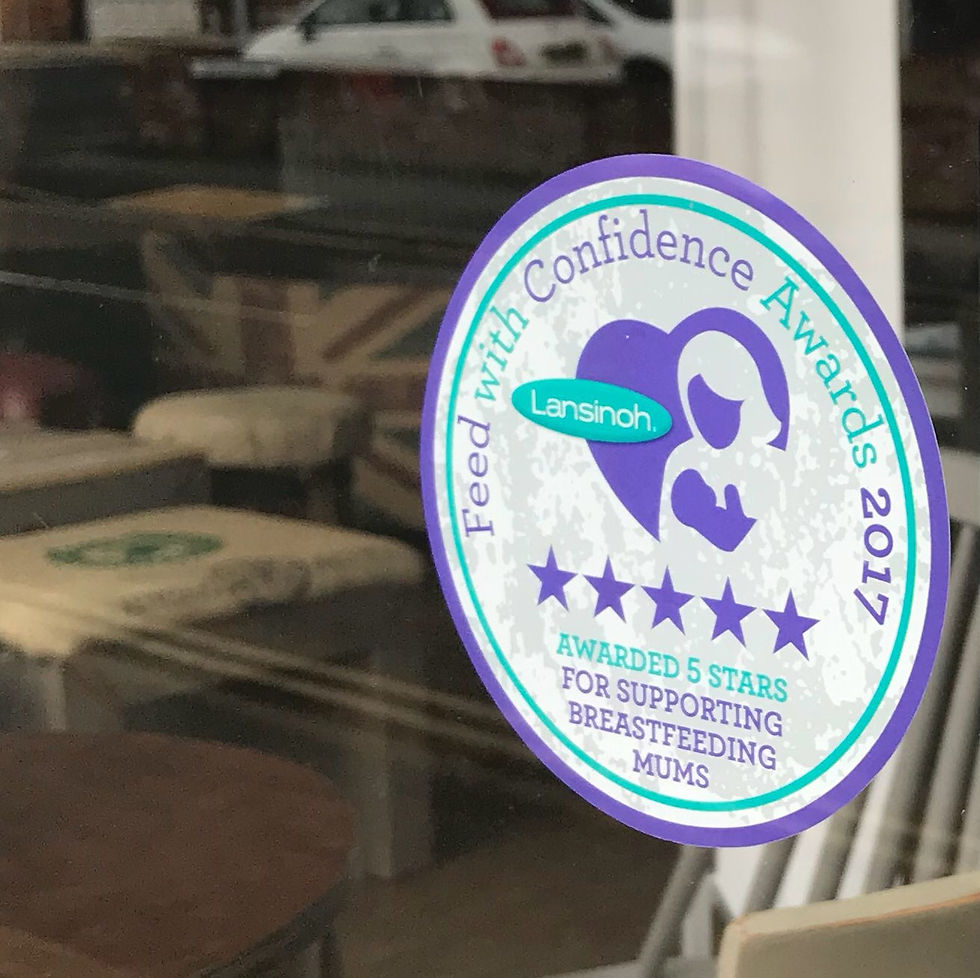 Feed with Confidence Awards 2017
Lansinoh.
AWARDED 5 STARS
FOR SUPPORTING
BREASTFEEDING
MUMS